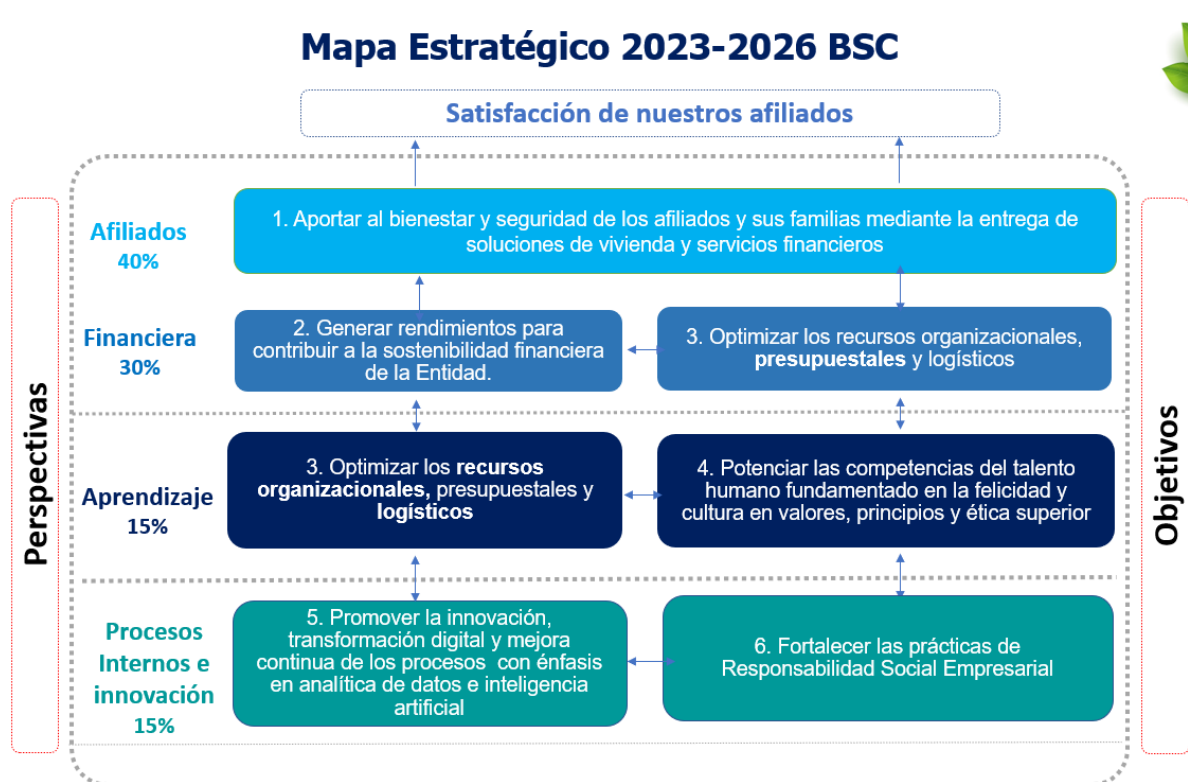 Mapa Estratégico 2023-2026 BSC
Satisfacción de nuestros afiliados
Perspectivas
Objetivos
Afiliados
40%
1. Aportar al bienestar y seguridad de los afiliados y sus familias mediante la entrega de
soluciones de vivienda y servicios financieros
Financiera
30%
2. Generar rendimientos para
contribuir a la sostenibilidad financiera
de la Entidad.
3. Optimizar los recursos organizacionales,
presupuestales y logísticos
Aprendizaje
15%
3. Optimizar los recursos
organizacionales, presupuestales y
logísticos
4. Potenciar las competencias del talento
humano fundamentado en la felicidad y
cultura en valores, principios y ética superior
Procesos
Internos e
innovación
15%
5. Promover la innovación,
transformación digital y mejora
continua de los procesos con énfasis
en analítica de datos e inteligencia
artificial
6. Fortalecer las prácticas de
Responsabilidad Social Empresarial